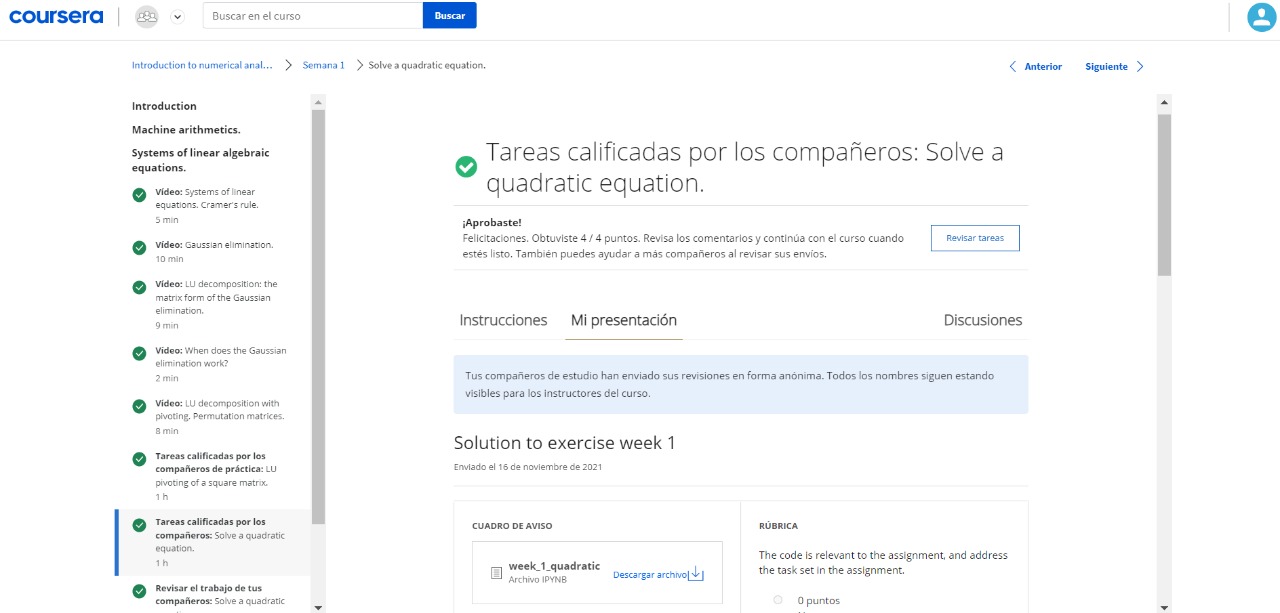 coursera
Buscar en el curso
Buscar
Introduction to numerical anal...
Semana 1
Solve a quadratic equation.
Anterior
Siguiente
Introduction
Machine arithmetics.
Systems of linear algebraic
equations.
Vídeo: Systems of linear
equations. Cramer's rule.
5 min
Vídeo: Gaussian elimination.
10 min
Vídeo: LU decomposition: the
matrix form of the Gaussian
elimination.
9 min
Vídeo: When does the Gaussian
elimination work?
2 min
Vídeo: LU decomposition with
pivoting. Permutation matrices.
8 min
Tareas calificadas por los
compañeros de práctica: LU
pivoting of a square matrix.
1 h
Tareas calificadas por los
compañeros: Solve a quadratic
equation.
1 h
Revisar el trabajo de tus
compañeros: Solve a quadratic
Tareas calificadas por los compañeros: Solve a
quadratic equation.
¡Aprobaste!
Felicitaciones. Obtuviste 4 / 4 puntos. Revisa los comentarios y continúa con el curso cuando
estés listo. También puedes ayudar a más compañeros al revisar sus envíos.
Revisar tareas
Instrucciones
Mi presentación
Discusiones
Tus compañeros de estudio han enviado sus revisiones en forma anónima. Todos los nombres siguen estando
visibles para los instructores del curso.
Solution to exercise week 1
Enviado el 16 de noviembre de 2021
CUADRO DE AVISO
week_1_quadratic
Archivo IPYNB
Descargar archivo
RÚBRICA
The code is relevant to the assignment, and address
the task set in the assignment.
0 puntos